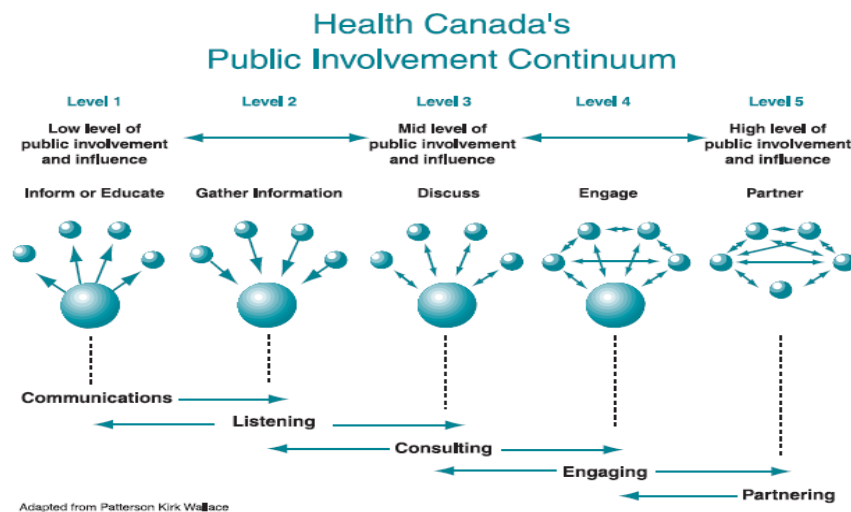 Health Canada's
Public Involvement Continuum
Level 1
Level 2
Level 3
Level 4
Level 5
Low level of
public involvement
and influence
Mid level of
public involvement
and influence
High level of
public involvement
and influence
Inform or Educate
Gather Information
Discuss
Engage
Partner
Communications
Listening
Consulting
Engaging
Partnering
Adapted from Patterson Kirk Wallace